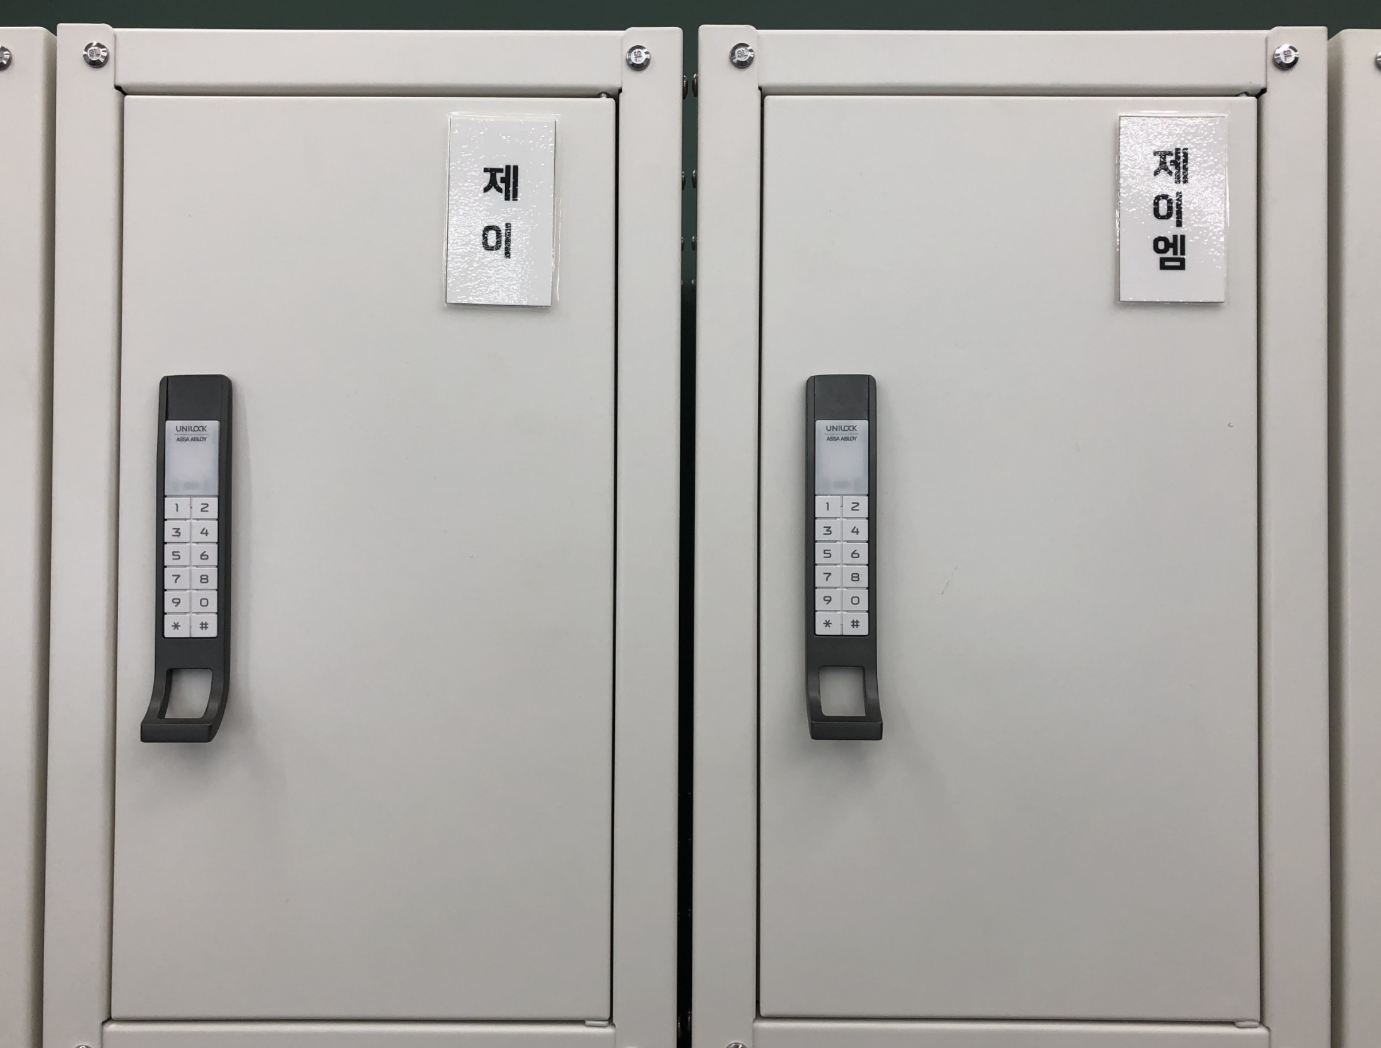 제
이
UNILOCK
ASSA ABLOY
1 2
3 4
5 6
7 8
9 0
* #
제
이
엠
UNILOCK
ASSA ABLOY
1 2
3 4
5 6
7 8
9 0
* #